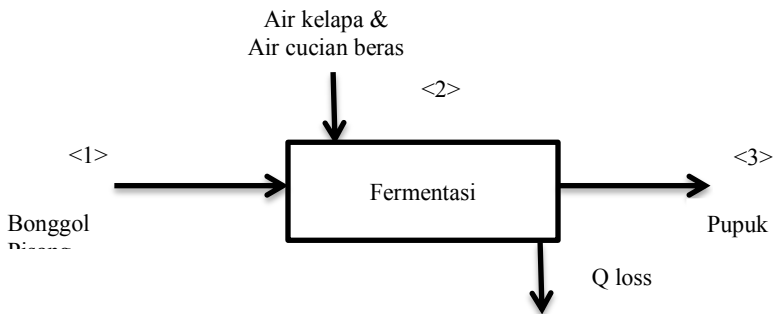 Air kelapa &
Air cucian beras
<2>
<1>
<3>
Fermentasi
Bonggol
Pupuk
Q loss